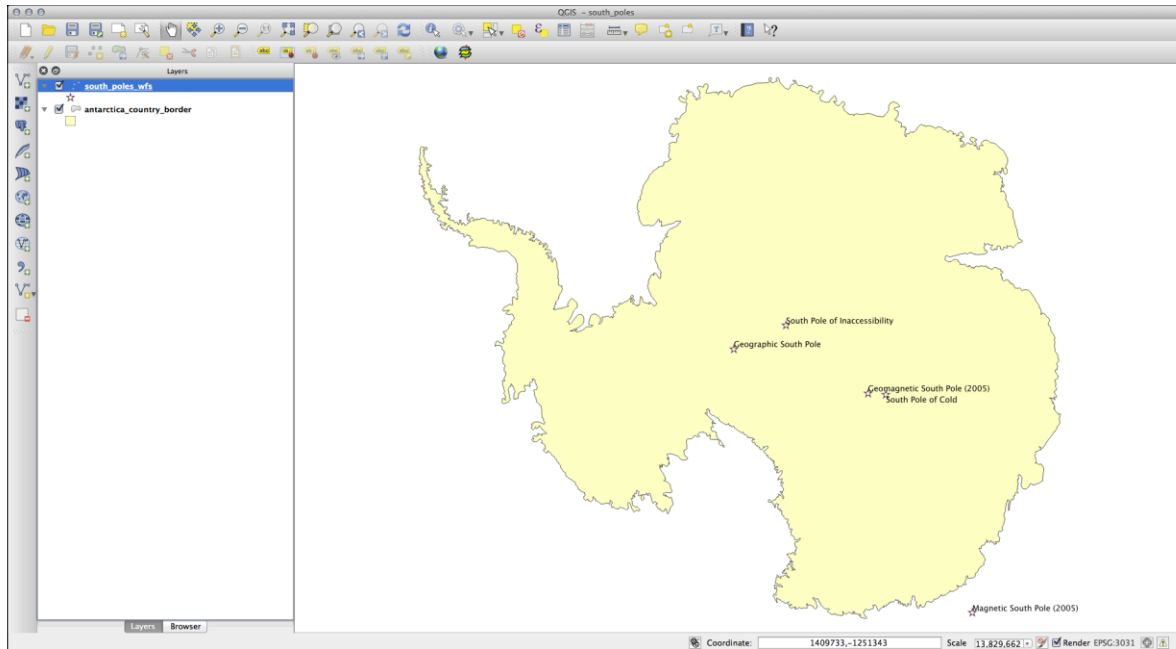 QGIS - south_poles
Layers
south_poles_wfs
antarctica_country_border
South Pole of Inaccessibility
Geographic South Pole
Geomagnetic South Pole (2005)
South Pole of Cold
Magnetic South Pole (2005)
Layers Browser
Coordinate: 1409733,-1251343 Scale 13,829,662 Render EPSG:3031